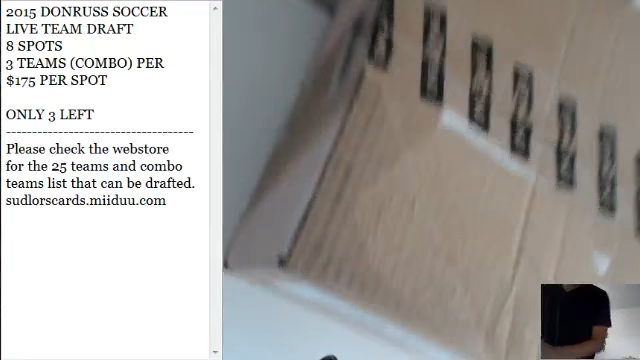 2015 DONRUSS SOCCER
LIVE TEAM DRAFT
8 SPOTS
3 TEAMS (COMBO) PER
$175 PER SPOT
ONLY 3 LEFT
------------------------------------
Please check the webstore
for the 25 teams and combo
teams list that can be drafted.
sudlorscards.miiduu.com